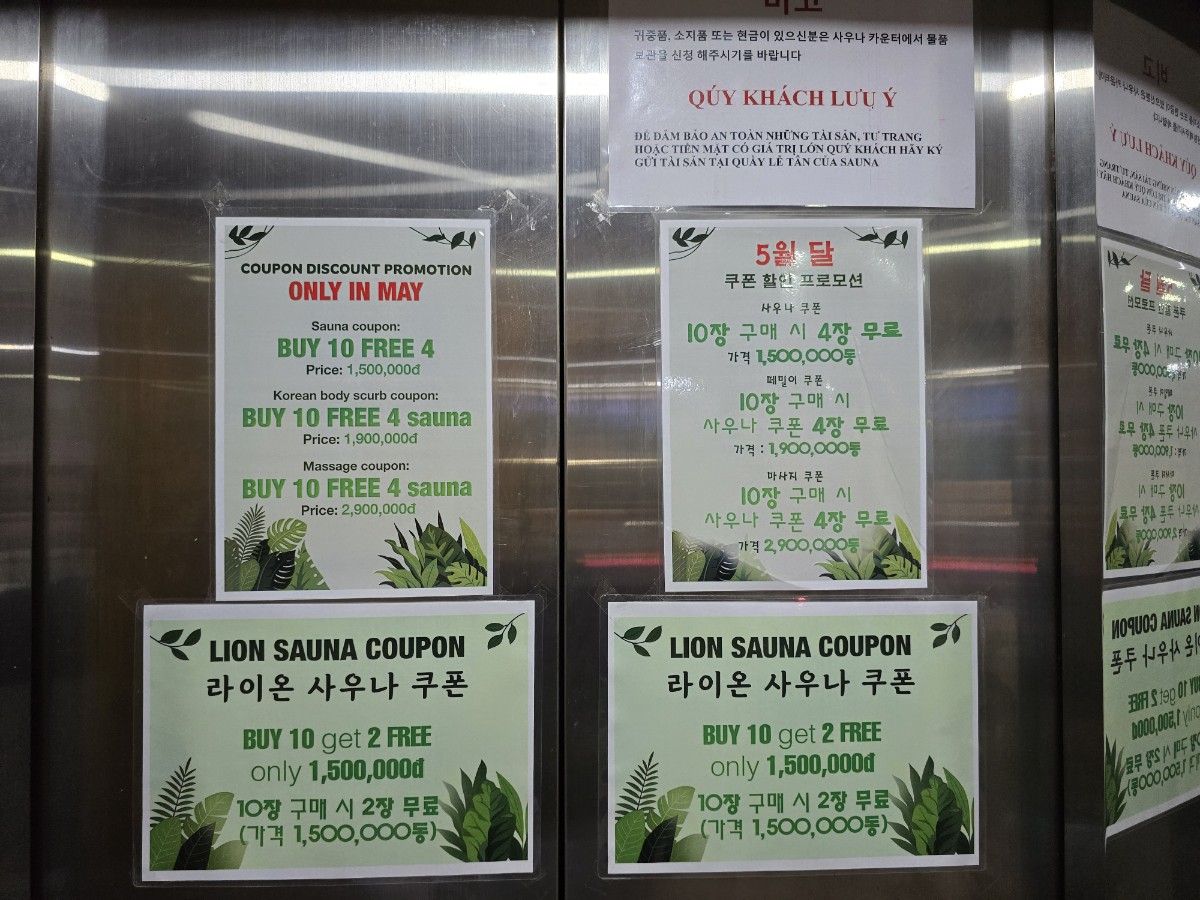 비고
귀중품, 소지품 또는 현금이 있으신분은 사우나 카운터에서 물품
보관을 신청 해주시기를 바랍니다
QÚY KHÁCH LƯU Ý
ĐỂ ĐẢM BẢO AN TOÀN NHỮNG TÀI SẢN, TƯ TRANG
HOẶC TIỀN MẶT CÓ GIÁ TRỊ LỚN QUÝ KHÁCH HÃY KÝ
GỬI TÀI SẢN TẠI QUẦY LỄ TÂN CỦA SAUNA
COUPON DISCOUNT PROMOTION
ONLY IN MAY
Sauna coupon:
BUY 10 FREE 4
Price: 1,500,000đ
Korean body scurb coupon:
BUY 10 FREE 4 sauna
Price: 1,900,000đ
Massage coupon:
BUY 10 FREE 4 sauna
Price: 2,900,000đ
5월 달
쿠폰 할인 프로모션
사우나 쿠폰
10장 구매 시 4장 무료
가격 1,500,000동
떼밀이 쿠폰
10장 구매 시
사우나 쿠폰 4장 무료
가격 : 1,900,000동
마사지 쿠폰
10장 구매 시
사우나 쿠폰 4장 무료
가격 2,900,000동
LION SAUNA COUPON
라이온 사우나 쿠폰
BUY 10 get 2 FREE
only 1,500,000đ
10장 구매 시 2장 무료
(가격 1,500,000동)
LION SAUNA COUPON
라이온 사우나 쿠폰
BUY 10 get 2 FREE
only 1,500,000đ
10장 구매 시 2장 무료
(가격 1,500,000동)